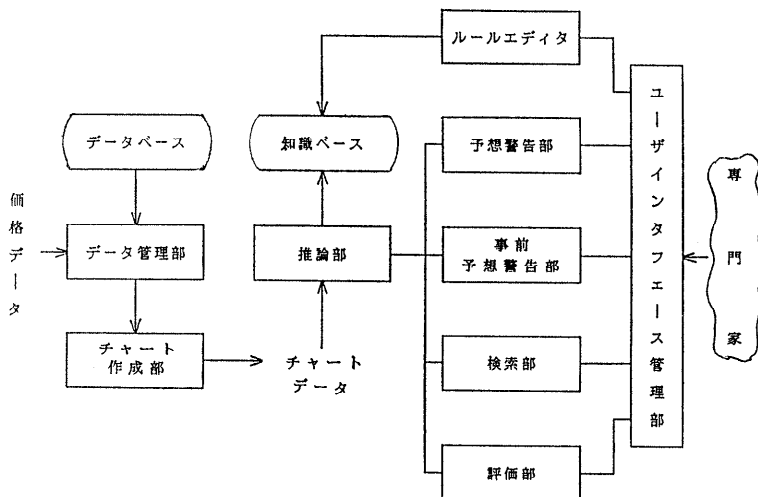 ルールエディタ
データベース
知識ベース
予想警告部
価格データ
データ管理部
推論部
事前
予想警告部
チャート
作成部
チャート
データ
検索部
評価部
ユーザインタフェース管理部
専門家